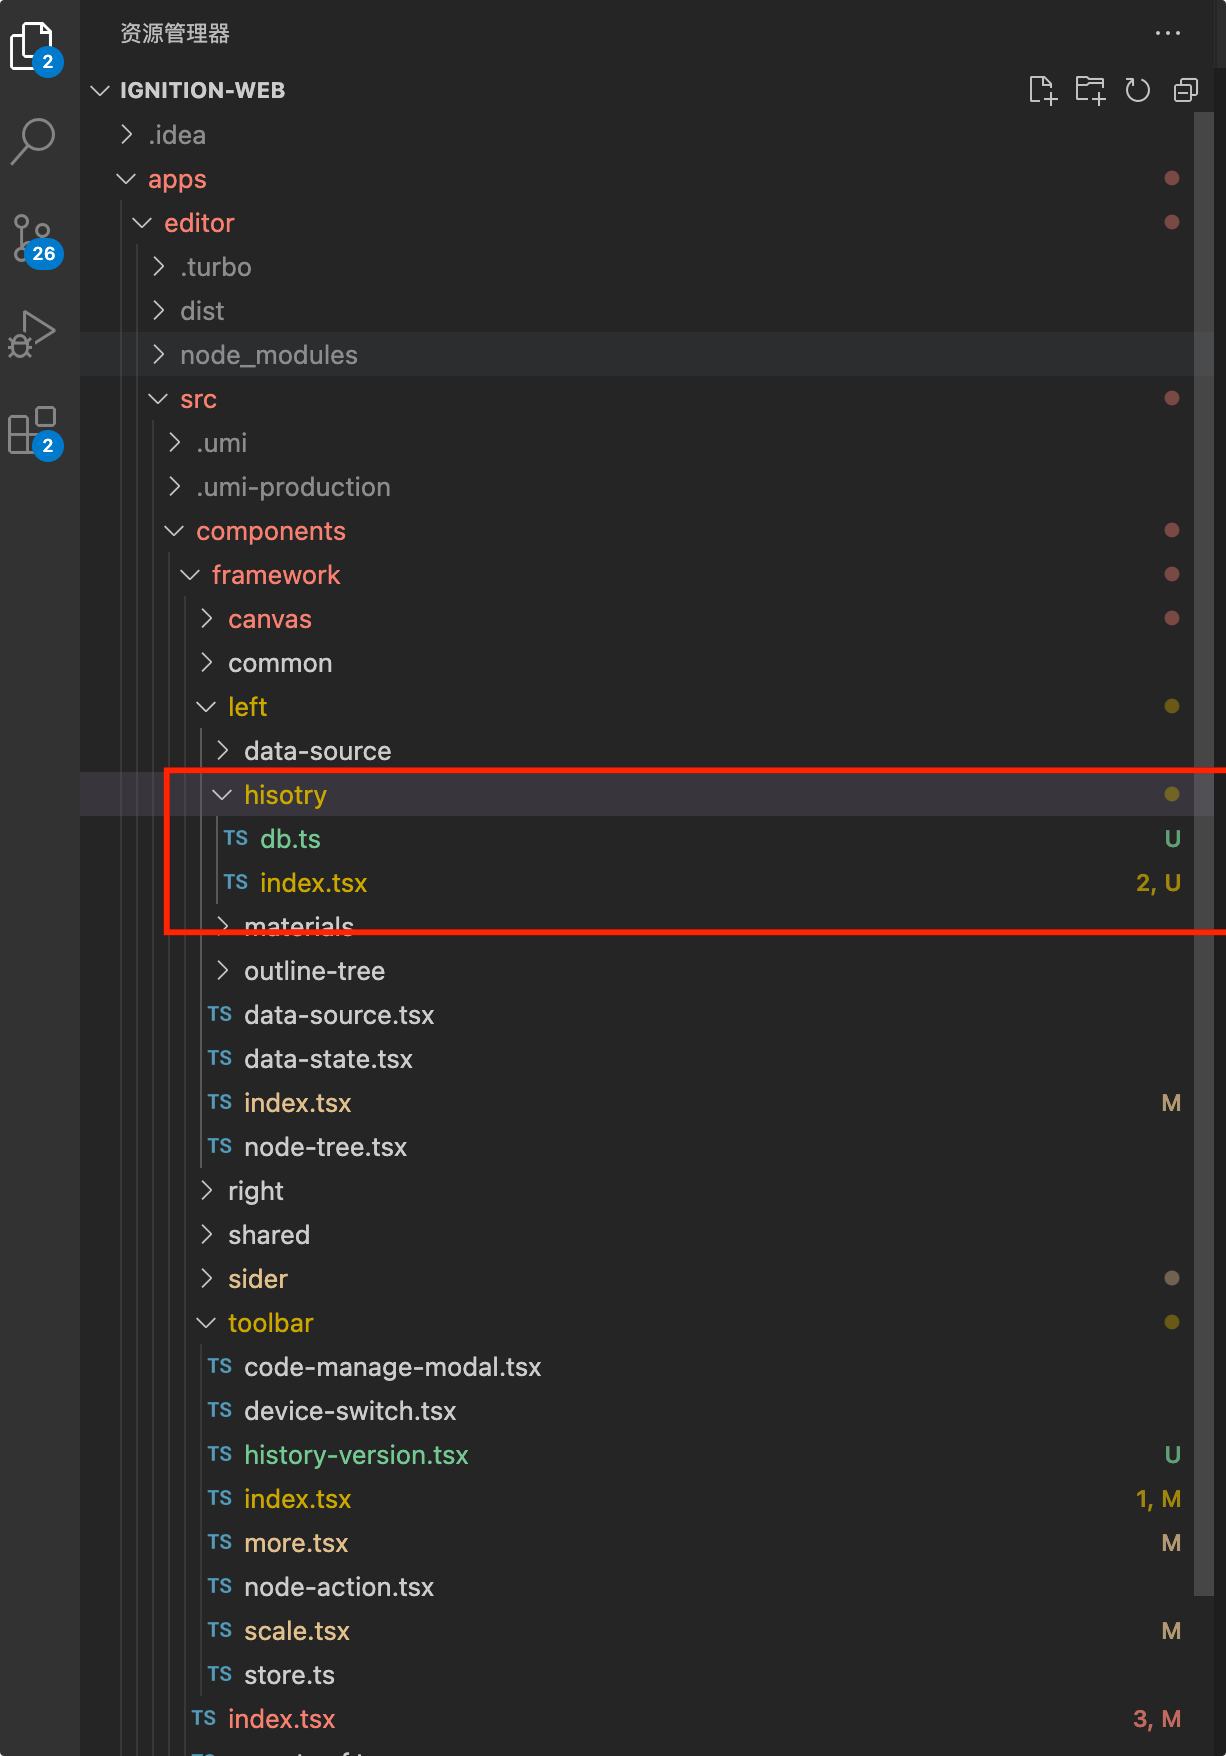 资源管理器
2
IGNITION-WEB
.idea
apps
editor
26
.turbo
dist
node_modules
src
2
.umi
.umi-production
components
framework
canvas
common
left
data-source
hisotry
TS db.ts U
TS index.tsx 2, U
materials
outline-tree
TS data-source.tsx
TS data-state.tsx
TS index.tsx M
TS node-tree.tsx
right
shared
sider
toolbar
TS code-manage-modal.tsx
TS device-switch.tsx
TS history-version.tsx U
TS index.tsx 1, M
TS more.tsx M
TS node-action.tsx
TS scale.tsx M
TS store.ts
TS index.tsx 3, M